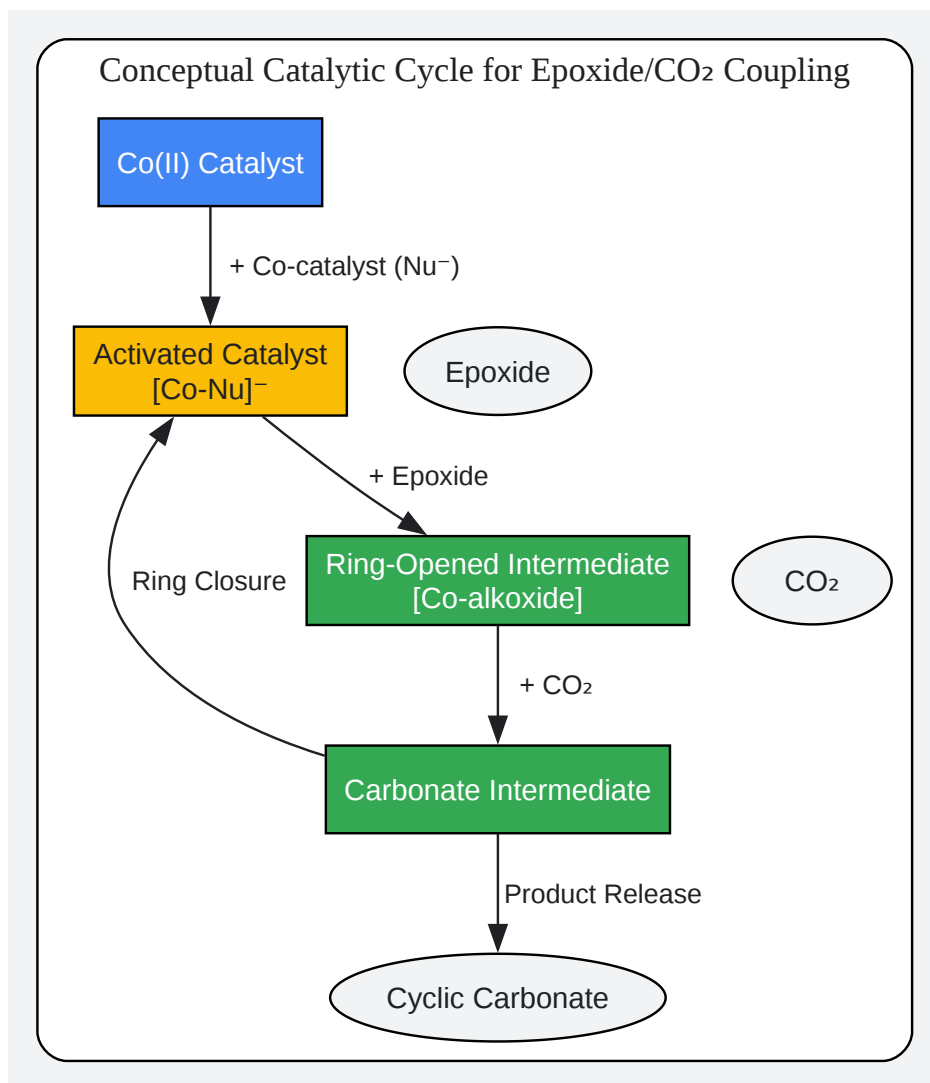 Conceptual Catalytic Cycle for Epoxide/CO₂ Coupling
Co(II) Catalyst
+ Co-catalyst (Nu⁻)
Activated Catalyst
[Co-Nu]⁻
Epoxide
+ Epoxide
Ring-Opened Intermediate
[Co-alkoxide]
CO₂
Ring Closure
+ CO₂
Carbonate Intermediate
Product Release
Cyclic Carbonate